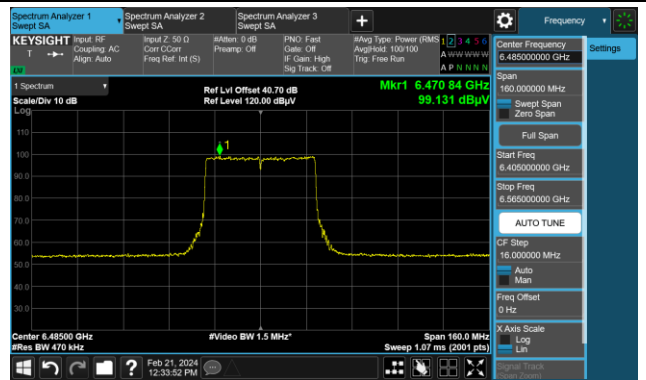 Spectrum Analyzer 1
Swept SA
Spectrum Analyzer 2
Swept SA
Spectrum Analyzer 3
Swept SA
Frequency
KEYSIGHT
Input: RF
Coupling: AC
Align: Auto
Input Z: 50 Ω
Corr CCorr
Freq Ref: Int (S)
#Atten: 0 dB
Preamp: Off
PNO: Fast
Gate: Off
IF Gain: High
Sig Track: Off
#Avg Type: Power (RMS
Avg|Hold: 100/100
Trig: Free Run
1 2 3 4 5 6
A W W W W W
A P N N N N
T
1 Spectrum
Scale/Div 10 dB
Log
Ref Lvl Offset 40.70 dB
Ref Level 120.00 dBµV
Mkr1 6.470 84 GHz
99.131 dBµV
110
100
90.0
80.0
70.0
60.0
50.0
40.0
30.0
1
Center 6.48500 GHz
#Res BW 470 kHz
#Video BW 1.5 MHz*
Span 160.0 MHz
Sweep 1.07 ms (2001 pts)
Center Frequency
6.485000000 GHz
Settings
Span
160.000000 MHz
Swept Span
Zero Span
Full Span
Start Freq
6.405000000 GHz
Stop Freq
6.565000000 GHz
AUTO TUNE
CF Step
16.000000 MHz
Auto
Man
Freq Offset
0 Hz
X Axis Scale
Log
Lin
Signal Track
(Span Zoom)
Feb 21, 2024
12:33:52 PM